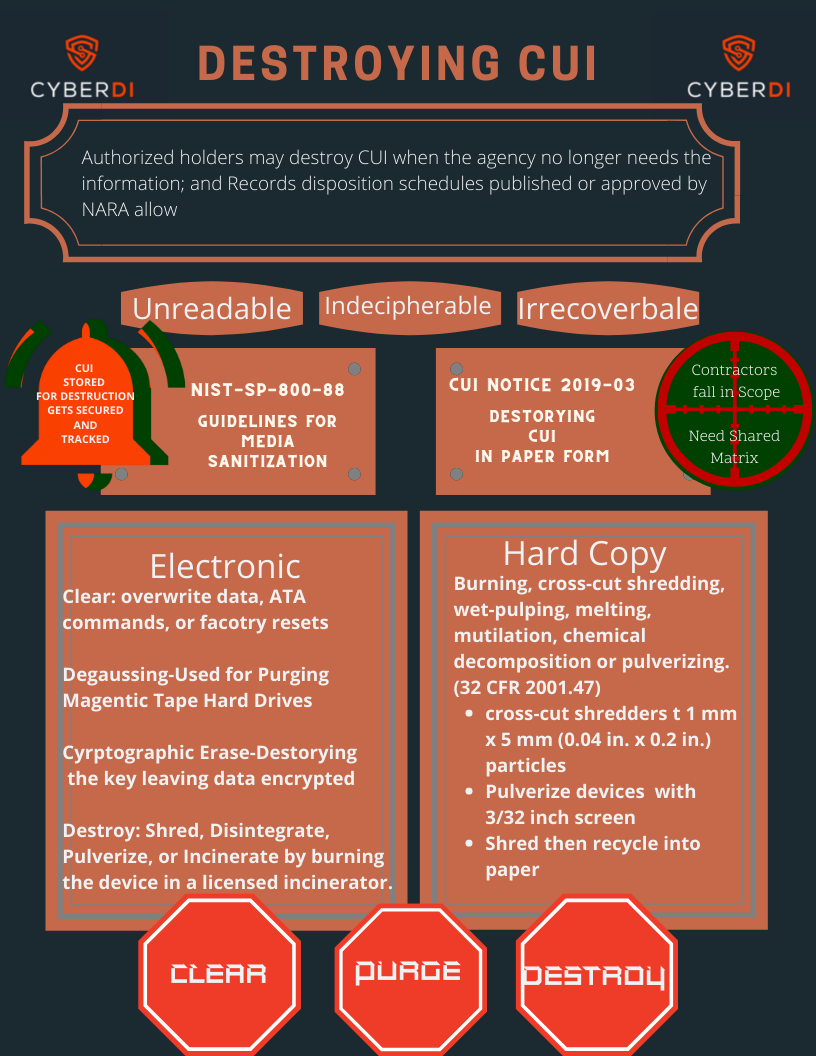 CYBERDI
DESTROYING CUI
CYBERDI
Authorized holders may destroy CUI when the agency no longer needs the
information; and Records disposition schedules published or approved by
NARA allow
Unreadable
Indecipherable
Irrecoverbale
CUI
STORED
FOR DESTRUCTION
GETS SECURED
AND
TRACKED
NIST-SP-800-88
GUIDELINES FOR
MEDIA
SANITIZATION
CUI NOTICE 2019-03
DESTORYING
CUI
IN PAPER FORM
Contractors
fall in Scope
Need Shared
Matrix
Electronic
Clear: overwrite data, ATA
commands, or facotry resets
Degaussing-Used for Purging
Magentic Tape Hard Drives
Cyrptographic Erase-Destorying
the key leaving data encrypted
Destroy: Shred, Disintegrate,
Pulverize, or Incinerate by burning
the device in a licensed incinerator.
Hard Copy
Burning, cross-cut shredding,
wet-pulping, melting,
mutilation, chemical
decomposition or pulverizing.
(32 CFR 2001.47)
• cross-cut shredders t 1 mm
x 5 mm (0.04 in. x 0.2 in.)
particles
• Pulverize devices with
3/32 inch screen
• Shred then recycle into
paper
CLEAR
PURGE
DESTROY